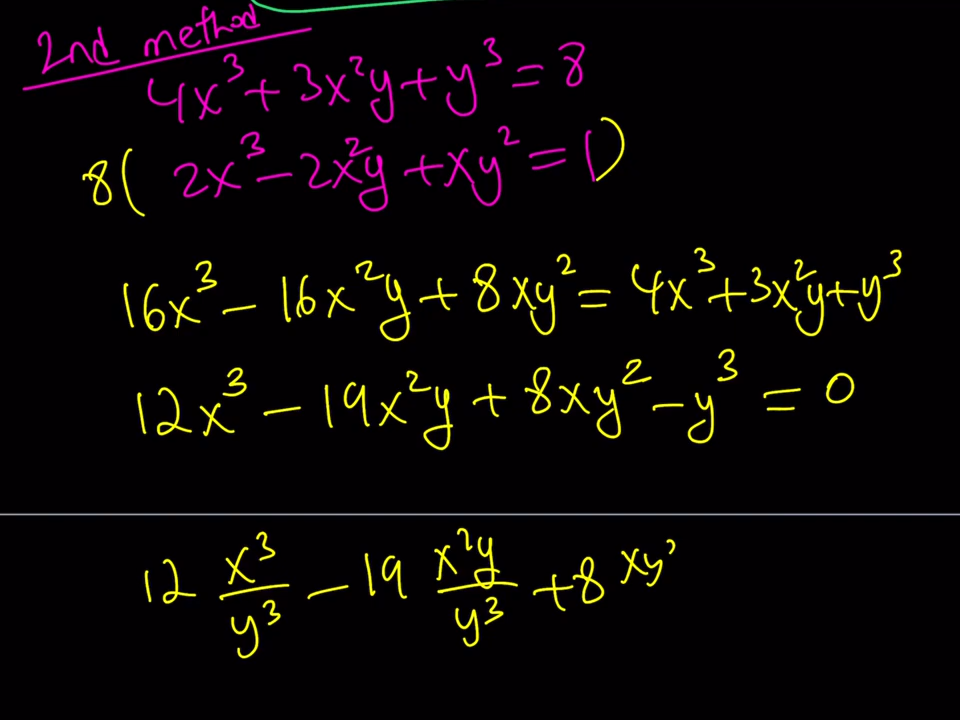 2nd method
4x³ + 3x²y + y³ = 8
8( 2x³ - 2x²y + xy² = 1)
16x³ - 16x²y + 8xy² = 4x³ + 3x²y + y³
12x³ - 19x²y + 8xy² - y³ = 0
12 x³/y³ - 19 x²y/y³ + 8 xy²